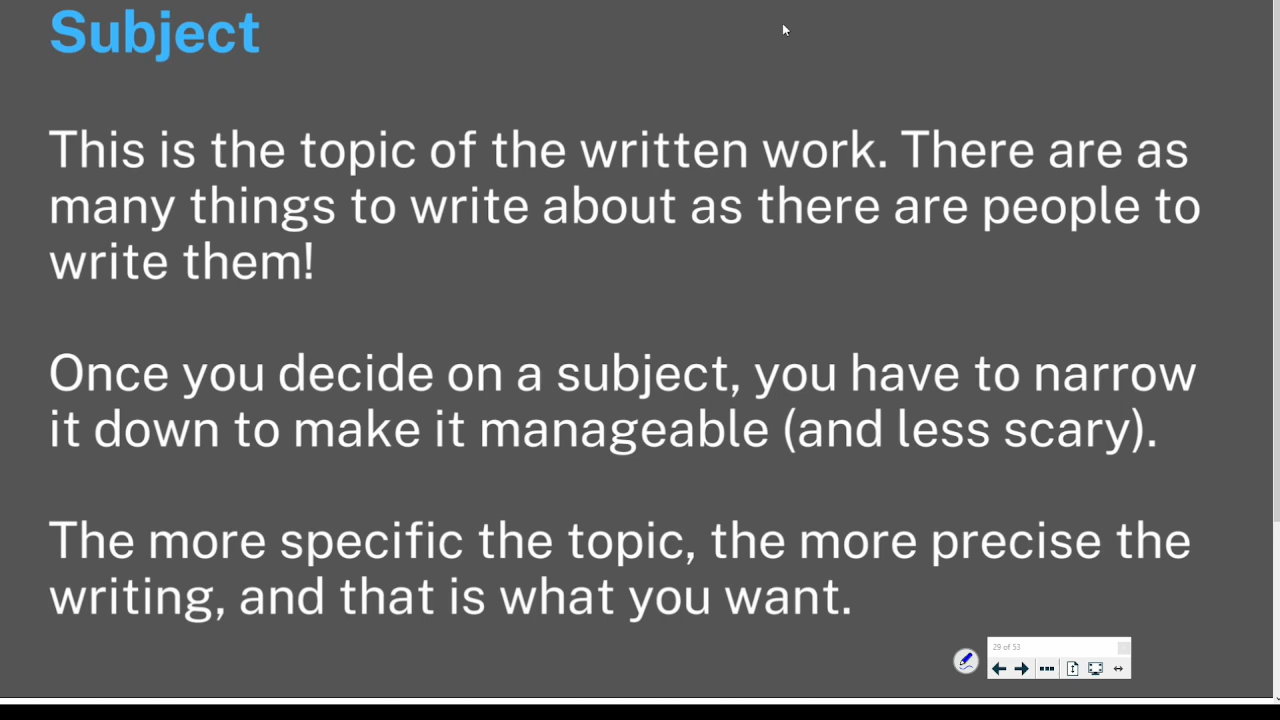 Subject
This is the topic of the written work. There are as
many things to write about as there are people to
write them!
Once you decide on a subject, you have to narrow
it down to make it manageable (and less scary).
The more specific the topic, the more precise the
writing, and that is what you want.
29 of 53